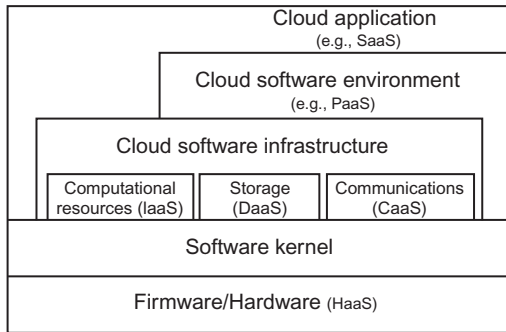 Cloud application
(e.g., SaaS)
Cloud software environment
(e.g., PaaS)
Cloud software infrastructure
Computational
resources (IaaS)
Storage
(DaaS)
Communications
(CaaS)
Software kernel
Firmware/Hardware (HaaS)